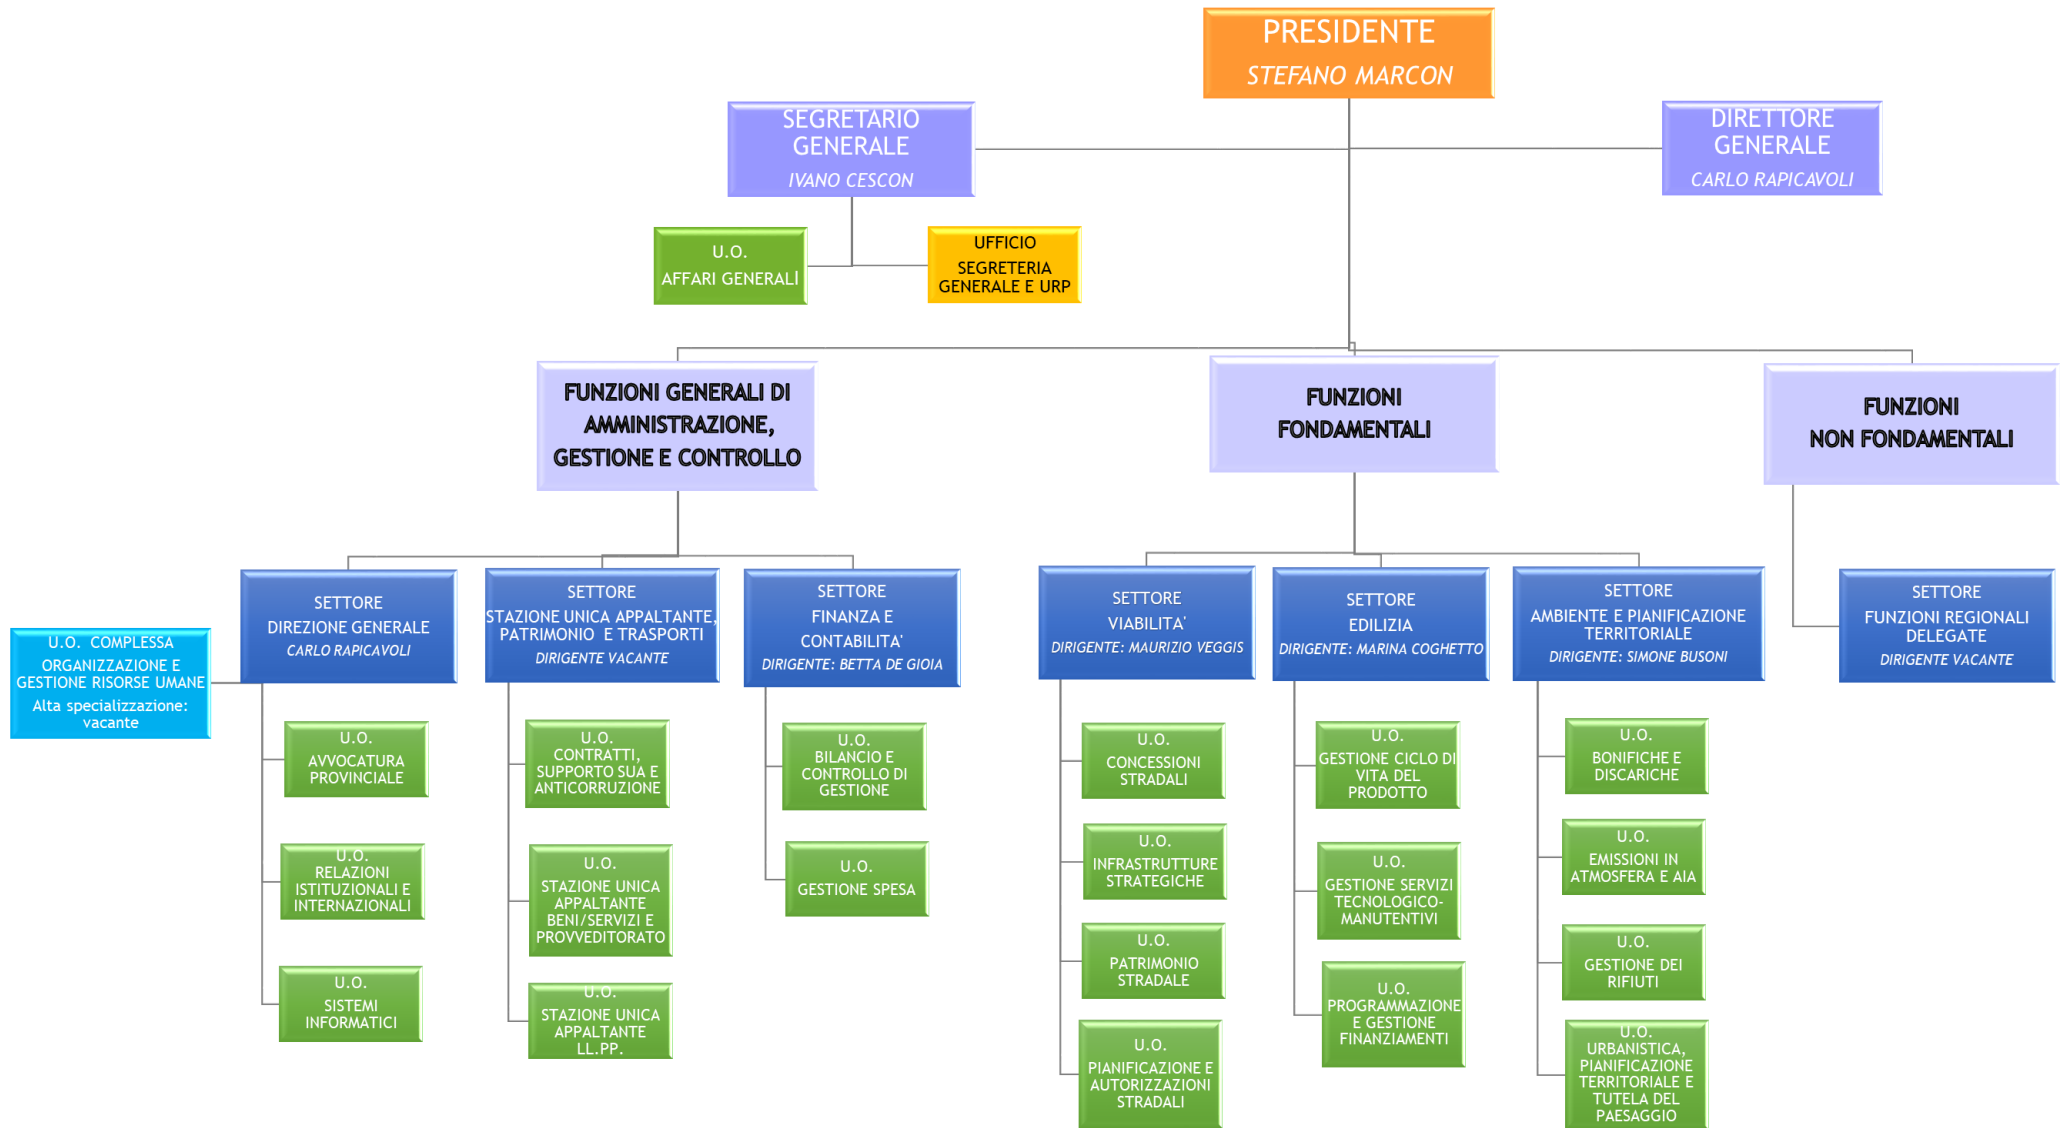 PRESIDENTE
STEFANO MARCON
SEGRETARIO
GENERALE
IVANO CESCON
DIRETTORE
GENERALE
CARLO RAPICAVOLI
U.O.
AFFARI GENERALI
UFFICIO
SEGRETERIA
GENERALE E URP
FUNZIONI GENERALI DI
AMMINISTRAZIONE,
GESTIONE E CONTROLLO
FUNZIONI
FONDAMENTALI
FUNZIONI
NON FONDAMENTALI
U.O. COMPLESSA
ORGANIZZAZIONE E
GESTIONE RISORSE UMANE
Alta specializzazione:
vacante
SETTORE
DIREZIONE GENERALE
CARLO RAPICAVOLI
U.O.
AVVOCATURA
PROVINCIALE
U.O.
RELAZIONI
ISTITUZIONALI E
INTERNAZIONALI
U.O.
SISTEMI
INFORMATICI
SETTORE
STAZIONE UNICA APPALTANTE,
PATRIMONIO E TRASPORTI
DIRIGENTE VACANTE
U.O.
CONTRATTI,
SUPPORTO SUA E
ANTICORRUZIONE
U.O.
STAZIONE UNICA
APPALTANTE
BENI/SERVIZI E
PROVVEDITORATO
U.O.
STAZIONE UNICA
APPALTANTE
LL.PP.
SETTORE
FINANZA E
CONTABILITA'
DIRIGENTE: BETTA DE GIOIA
U.O.
BILANCIO E
CONTROLLO DI
GESTIONE
U.O.
GESTIONE SPESA
SETTORE
VIABILITA'
DIRIGENTE: MAURIZIO VEGGIS
U.O.
CONCESSIONI
STRADALI
U.O.
INFRASTRUTTURE
STRATEGICHE
U.O.
PATRIMONIO
STRADALE
U.O.
PIANIFICAZIONE E
AUTORIZZAZIONI
STRADALI
SETTORE
EDILIZIA
DIRIGENTE: MARINA COGHETTO
U.O.
GESTIONE CICLO DI
VITA DEL
PRODOTTO
U.O.
GESTIONE SERVIZI
TECNOLOGICO-
MANUTENTIVI
U.O.
PROGRAMMAZIONE
E GESTIONE
FINANZIAMENTI
SETTORE
AMBIENTE E PIANIFICAZIONE
TERRITORIALE
DIRIGENTE: SIMONE BUSONI
U.O.
BONIFICHE E
DISCARICHE
U.O.
EMISSIONI IN
ATMOSFERA E AIA
U.O.
GESTIONE DEI
RIFIUTI
U.O.
URBANISTICA,
PIANIFICAZIONE
TERRITORIALE E
TUTELA DEL
PAESAGGIO
SETTORE
FUNZIONI REGIONALI
DELEGATE
DIRIGENTE VACANTE